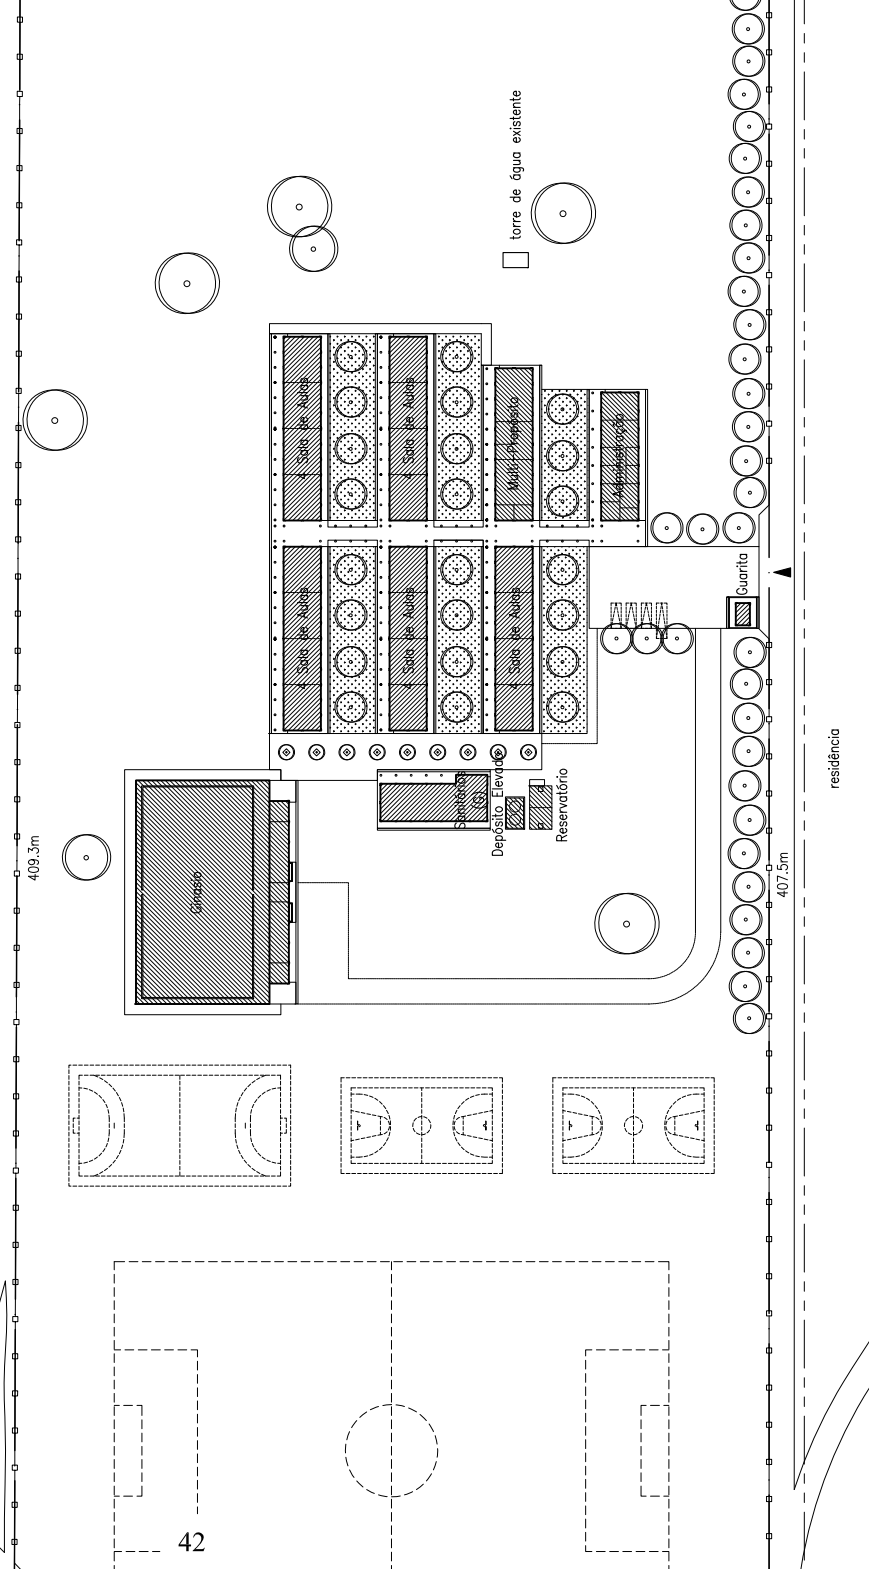 torre de água existente
4 Sala de Aulas
4 Sala de Aulas
Multi-Propósito
Administração
4 Sala de Aulas
4 Sala de Aulas
4 Sala de Aulas
Guarita
residência
Sanitários
(G)
Depósito Elevado
Reservatório
409.3m
Ginásio
407.5m
42